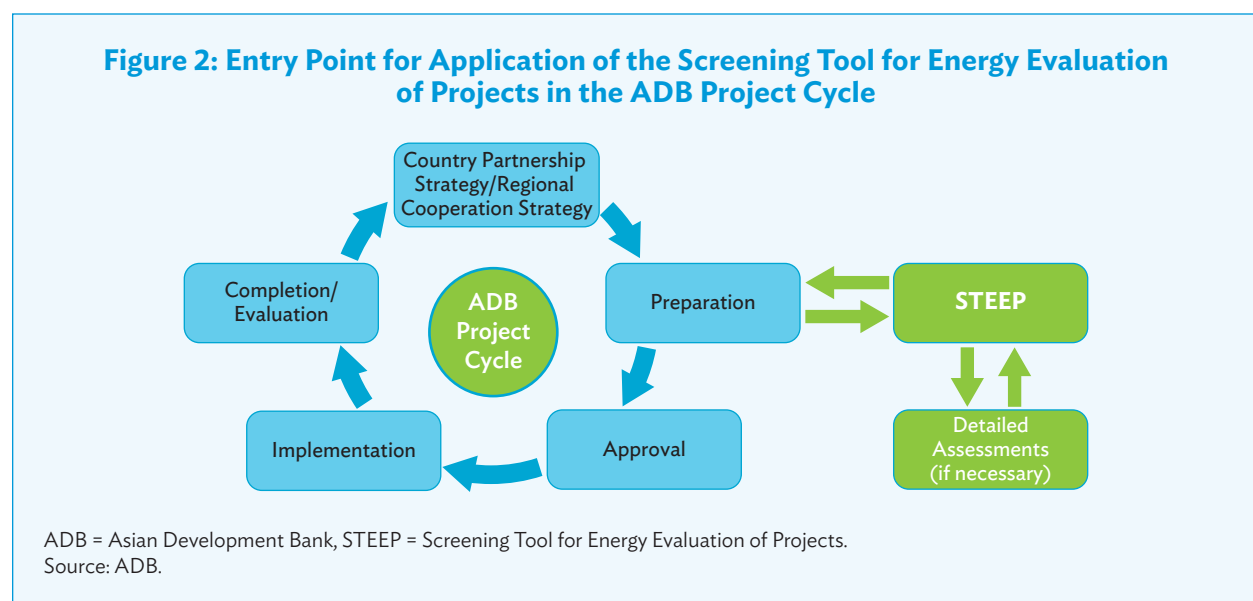 Figure 2: Entry Point for Application of the Screening Tool for Energy Evaluation
of Projects in the ADB Project Cycle
Country Partnership
Strategy/Regional
Cooperation Strategy
Completion/
Evaluation
ADB
Project
Cycle
Preparation
STEEP
Implementation
Approval
Detailed
Assessments
(if necessary)
ADB = Asian Development Bank, STEEP = Screening Tool for Energy Evaluation of Projects.
Source: ADB.